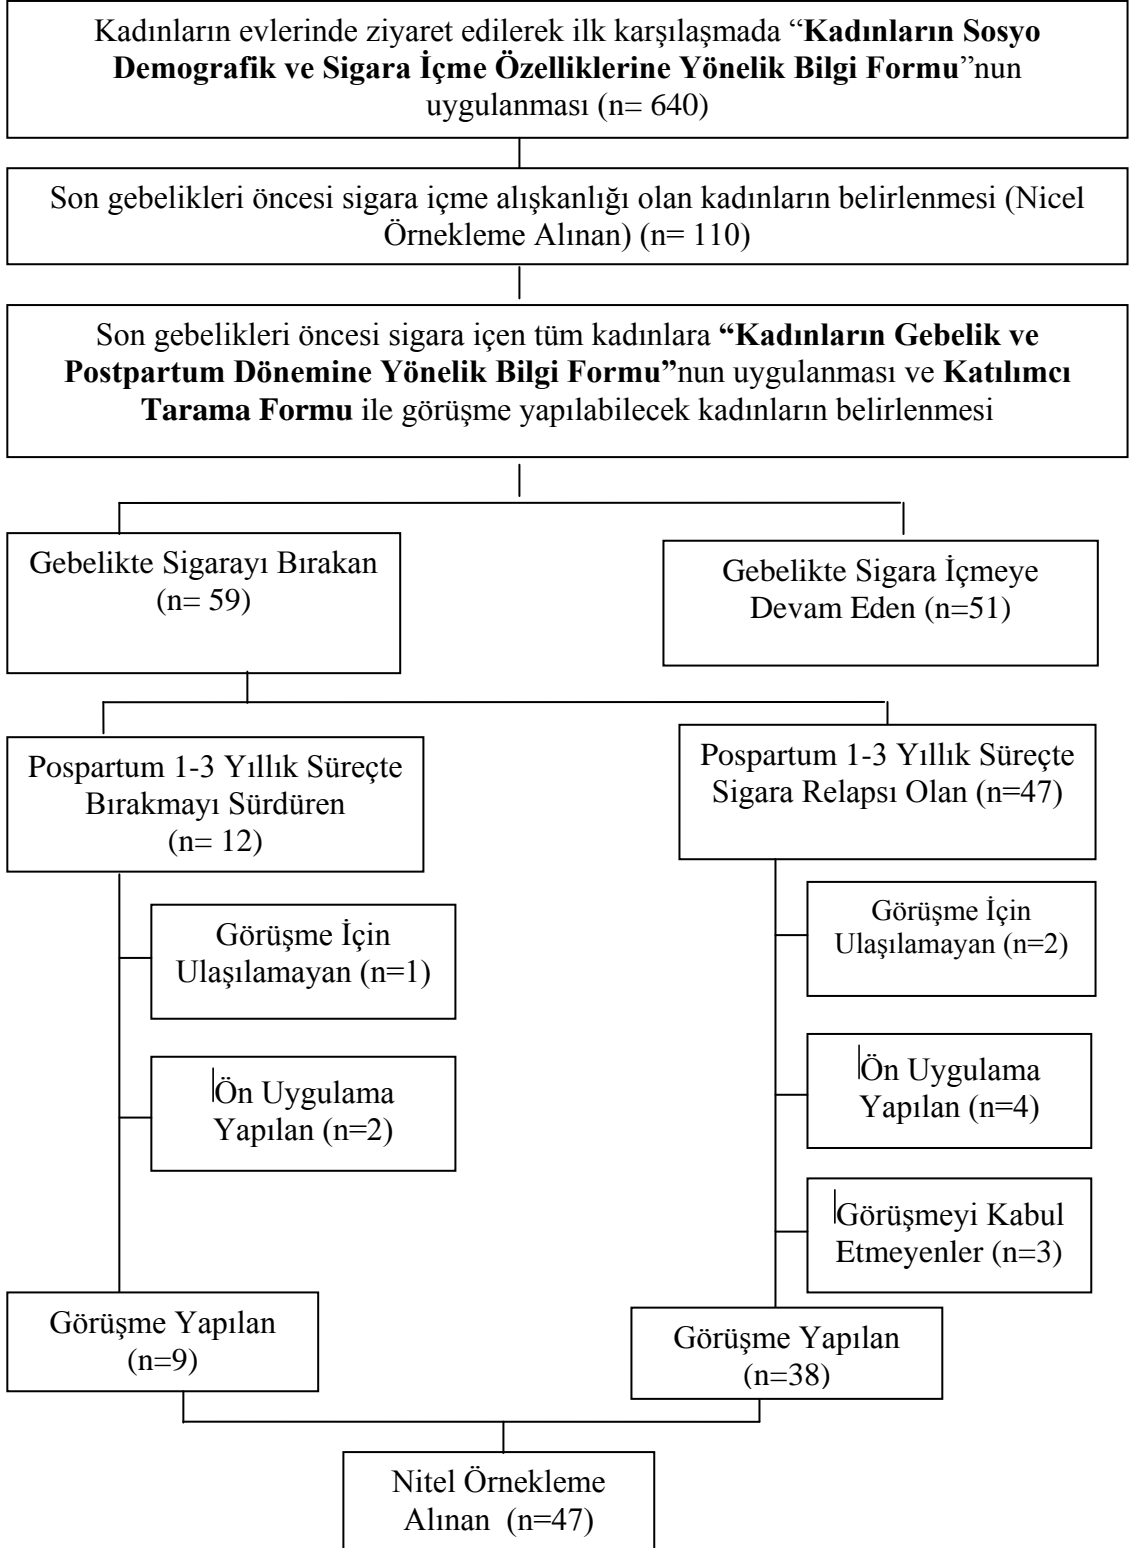 Kadınların evlerinde ziyaret edilerek ilk karşılaşmada “Kadınların Sosyo
Demografik ve Sigara İçme Özelliklerine Yönelik Bilgi Formu”nun
uygulanması (n= 640)
Son gebelikleri öncesi sigara içme alışkanlığı olan kadınların belirlenmesi (Nicel
Örnekleme Alınan) (n= 110)
Son gebelikleri öncesi sigara içen tüm kadınlara “Kadınların Gebelik ve
Postpartum Dönemine Yönelik Bilgi Formu”nun uygulanması ve Katılımcı
Tarama Formu ile görüşme yapılabilecek kadınların belirlenmesi
Gebelikte Sigarayı Bırakan
(n= 59)
Gebelikte Sigara İçmeye
Devam Eden (n=51)
Pospartum 1-3 Yıllık Süreçte
Bırakmayı Sürdüren
(n= 12)
Pospartum 1-3 Yıllık Süreçte
Sigara Relapsı Olan (n=47)
Görüşme İçin
Ulaşılamayan (n=1)
Görüşme İçin
Ulaşılamayan (n=2)
Ön Uygulama
Yapılan (n=2)
Ön Uygulama
Yapılan (n=4)
Görüşmeyi Kabul
Etmeyenler (n=3)
Görüşme Yapılan
(n=9)
Görüşme Yapılan
(n=38)
Nitel Örnekleme
Alınan (n=47)